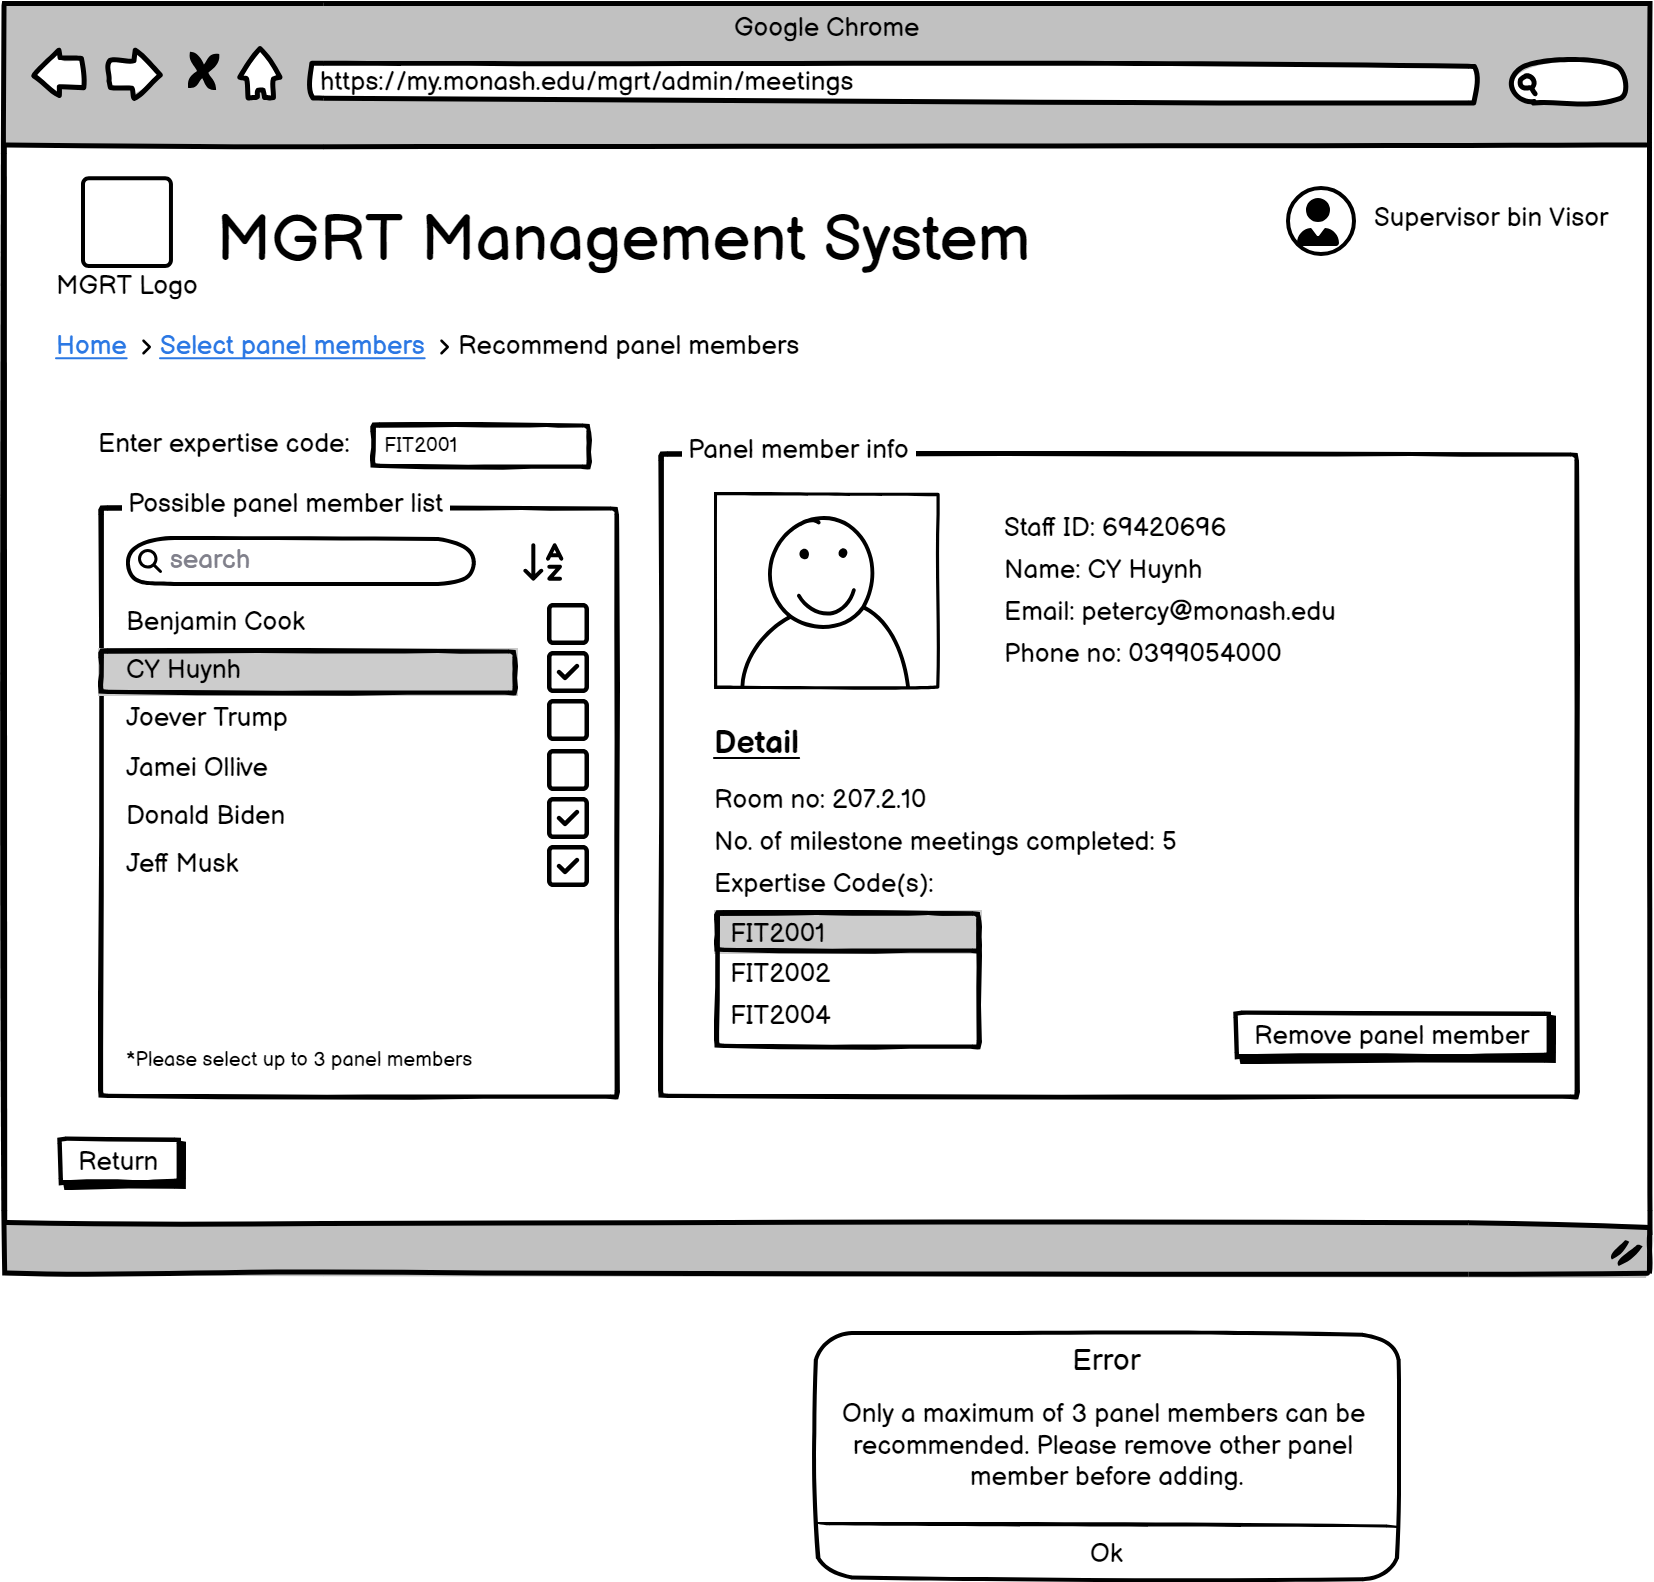 Google Chrome
https://my.monash.edu/mgrt/admin/meetings
MGRT Logo
MGRT Management System
Supervisor bin Visor
Home > Select panel members > Recommend panel members
Enter expertise code: FIT2001
Possible panel member list
search
A
Z
Benjamin Cook
CY Huynh
Joever Trump
Jamei Ollive
Donald Biden
Jeff Musk
*Please select up to 3 panel members
Panel member info
Staff ID: 69420696
Name: CY Huynh
Email: petercy@monash.edu
Phone no: 0399054000
Detail
Room no: 207.2.10
No. of milestone meetings completed: 5
Expertise Code(s):
FIT2001
FIT2002
FIT2004
Remove panel member
Return
Error
Only a maximum of 3 panel members can be
recommended. Please remove other panel
member before adding.
Ok